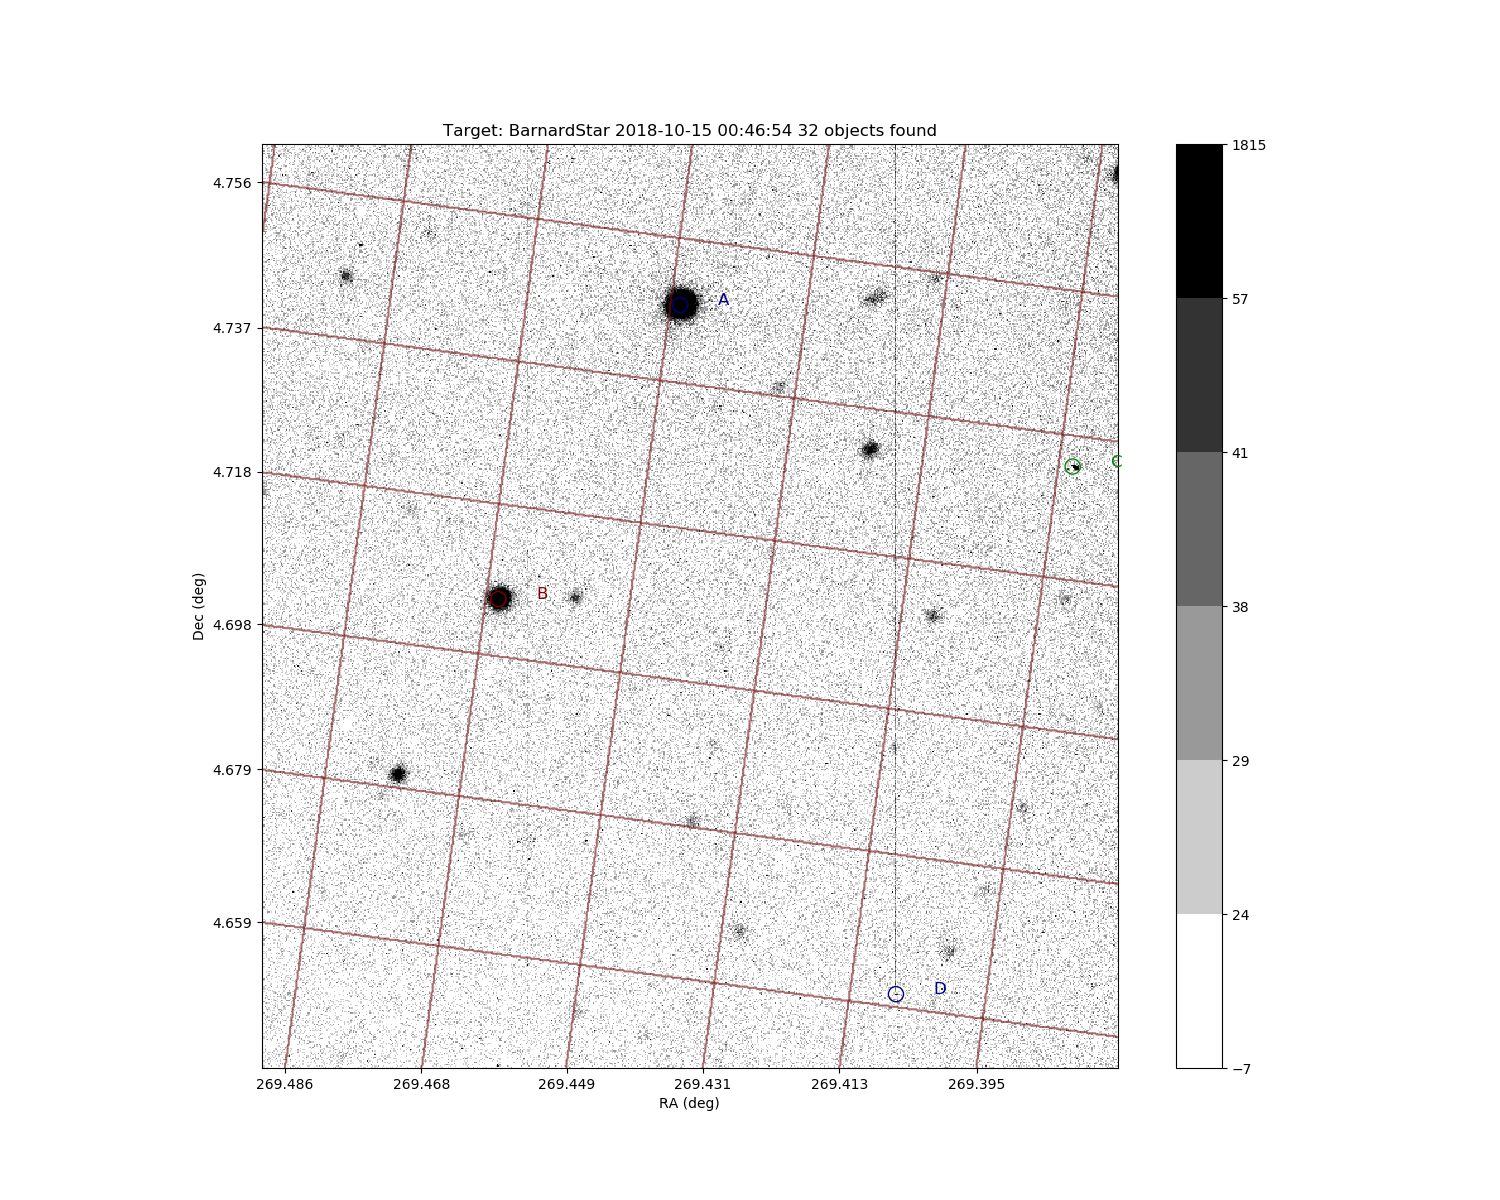 Target: BarnardStar 2018-10-15 00:46:54 32 objects found
4.756
4.737
4.718
4.698
4.679
4.659
Dec (deg)
A
B
C
D
269.486 269.468 269.449 269.431 269.413 269.395
RA (deg)
1815
57
41
38
29
24
−7